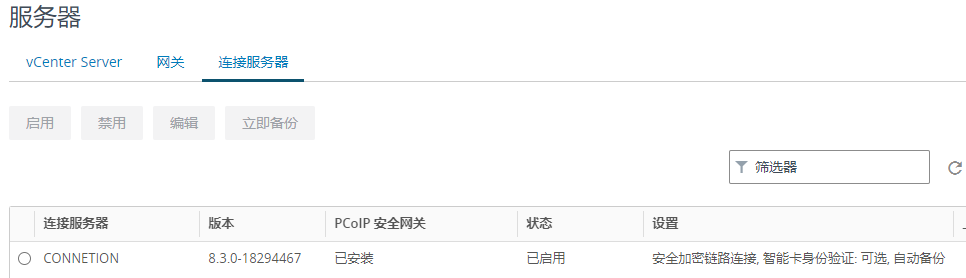 服务器
vCenter Server 网关 连接服务器
启用 禁用 编辑 立即备份
筛选器
连接服务器 版本 PCoIP 安全网关 状态 设置
CONNETION 8.3.0-18294467 已安装 已启用 安全加密链路连接, 智能卡身份验证: 可选, 自动备份